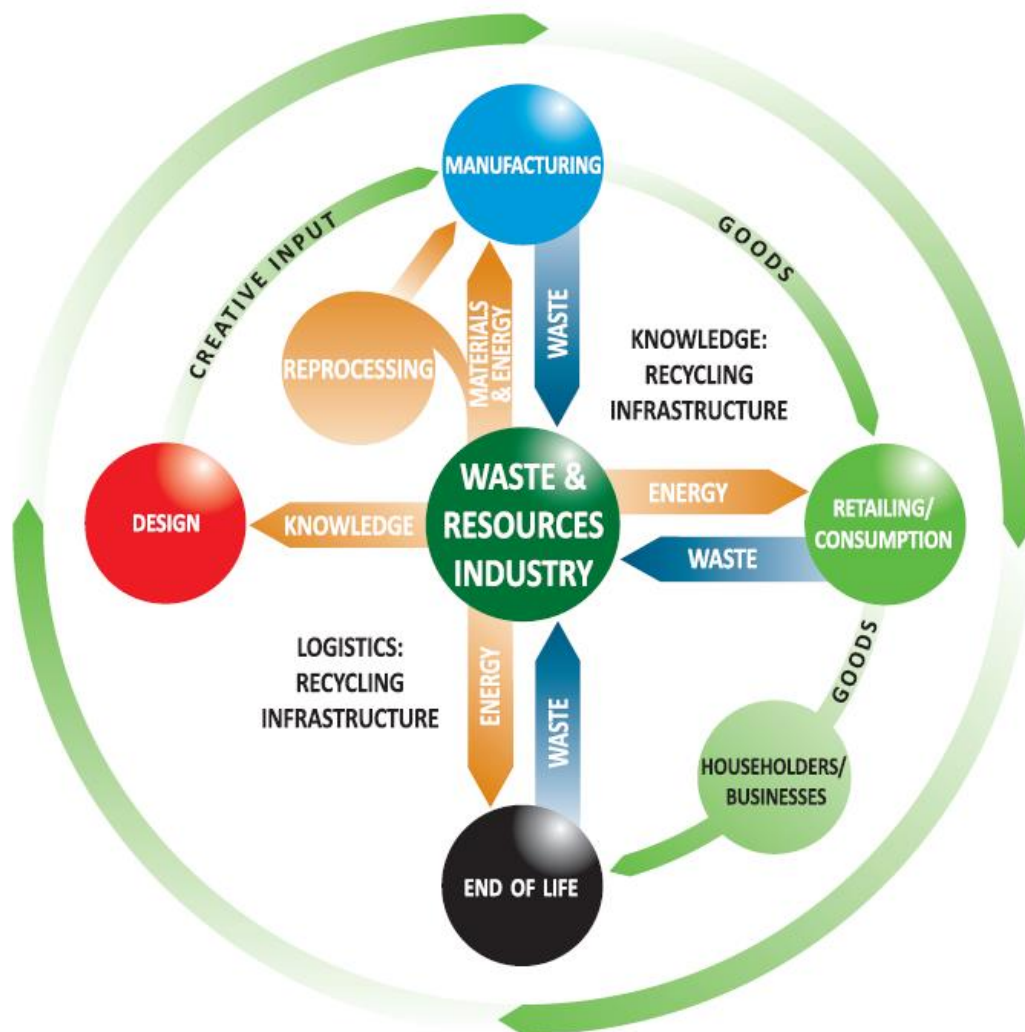 MANUFACTURING
CREATIVE INPUT
GOODS
REPROCESSING
MATERIALS
& ENERGY
WASTE
KNOWLEDGE:
RECYCLING
INFRASTRUCTURE
DESIGN
KNOWLEDGE
WASTE &
RESOURCES
INDUSTRY
ENERGY
WASTE
RETAILING/
CONSUMPTION
LOGISTICS:
RECYCLING
INFRASTRUCTURE
ENERGY
WASTE
GOODS
HOUSEHOLDERS/
BUSINESSES
END OF LIFE